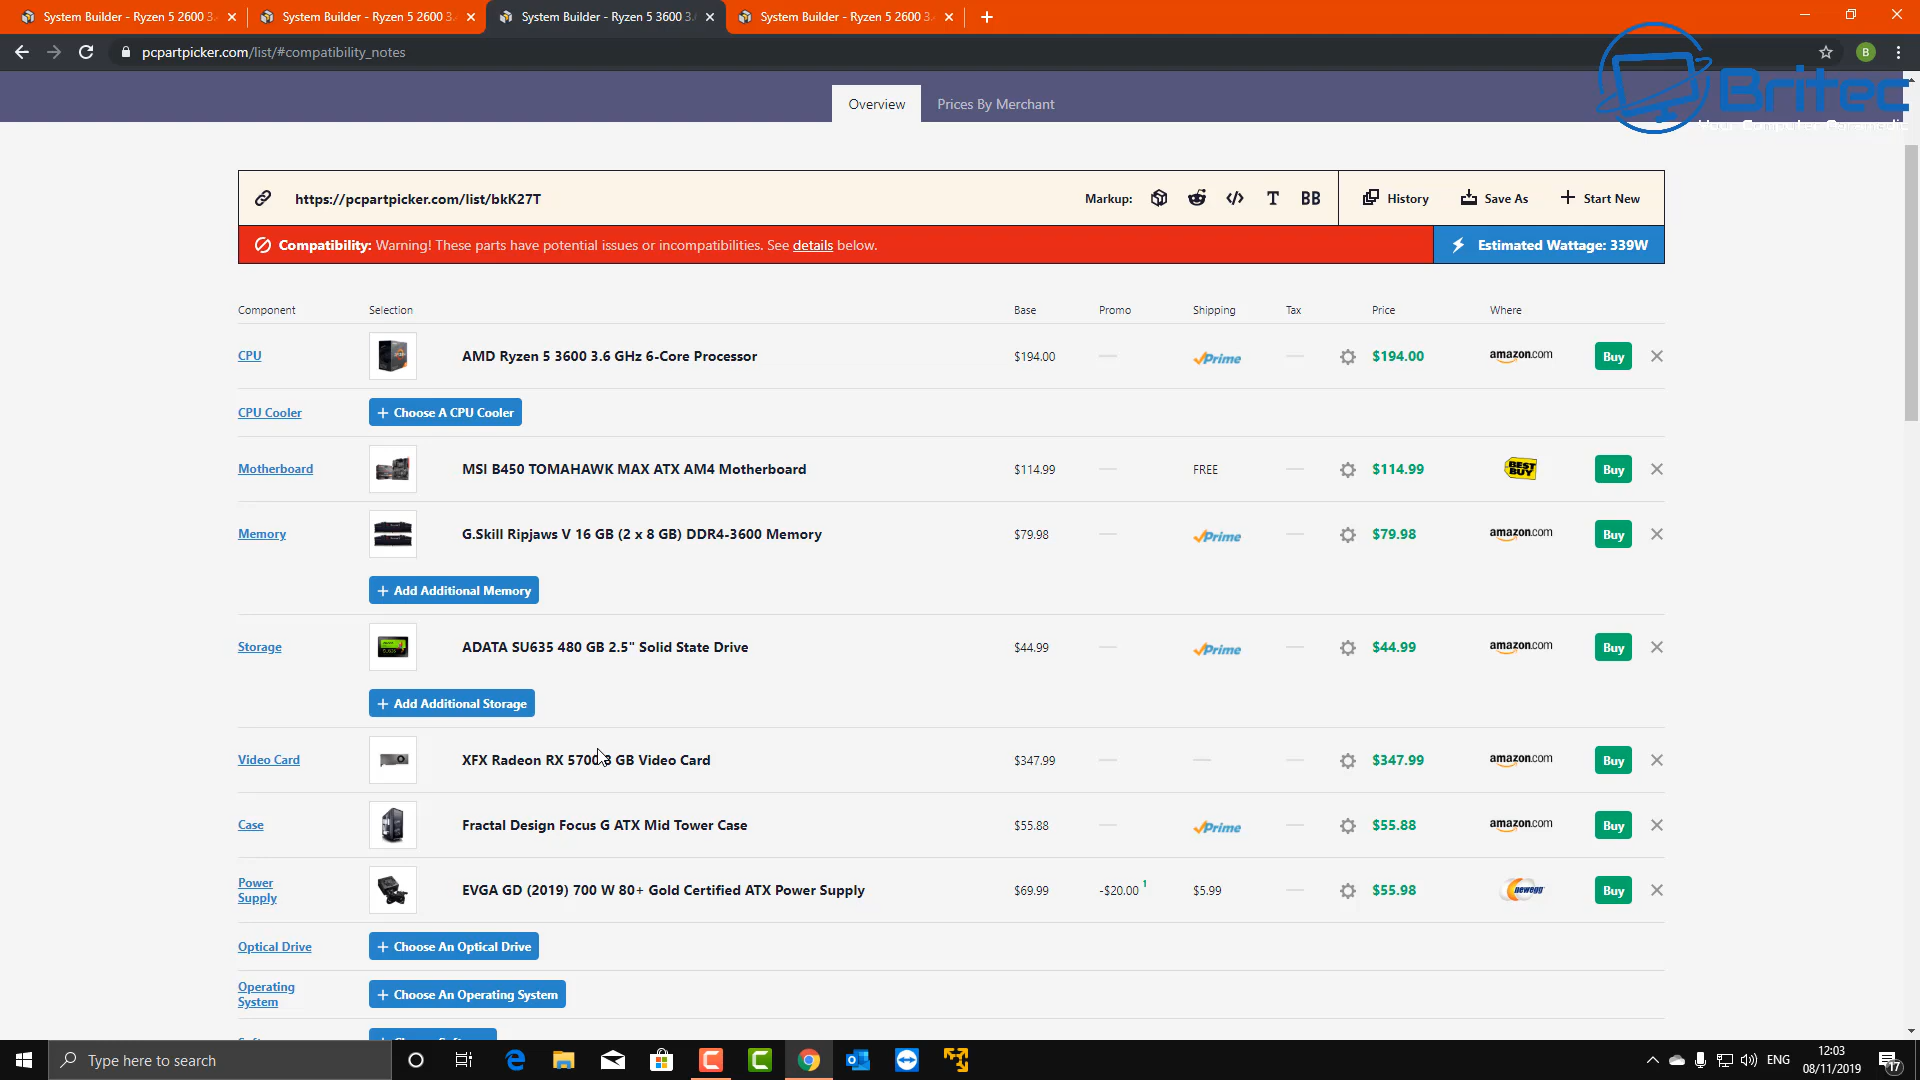 System Builder - Ryzen 5 2600 3.
System Builder - Ryzen 5 2600 3.
System Builder - Ryzen 5 3600 3.
System Builder - Ryzen 5 2600 3.
pcpartpicker.com/list/#compatibility_notes
B
Britec
Your Computer Paramedic
Overview
Prices By Merchant
https://pcpartpicker.com/list/bkK27T
Markup:
T
BB
History
Save As
Start New
Compatibility: Warning! These parts have potential issues or incompatibilities. See details below.
Estimated Wattage: 339W
Component Selection Base Promo Shipping Tax Price Where
CPU AMD Ryzen 5 3600 3.6 GHz 6-Core Processor $194.00 — Prime — $194.00 amazon.com Buy
CPU Cooler + Choose A CPU Cooler
Motherboard MSI B450 TOMAHAWK MAX ATX AM4 Motherboard $114.99 — FREE — $114.99 BEST BUY Buy
Memory G.Skill Ripjaws V 16 GB (2 x 8 GB) DDR4-3600 Memory $79.98 — Prime — $79.98 amazon.com Buy
+ Add Additional Memory
Storage ADATA SU635 480 GB 2.5" Solid State Drive $44.99 — Prime — $44.99 amazon.com Buy
+ Add Additional Storage
Video Card XFX Radeon RX 5700 8 GB Video Card $347.99 — — — $347.99 amazon.com Buy
Case Fractal Design Focus G ATX Mid Tower Case $55.88 — Prime — $55.88 amazon.com Buy
Power Supply EVGA GD (2019) 700 W 80+ Gold Certified ATX Power Supply $69.99 -$20.00 1 $5.99 — $55.98 newegg Buy
Optical Drive + Choose An Optical Drive
Operating System + Choose An Operating System
Type here to search
ENG
12:03
08/11/2019
17